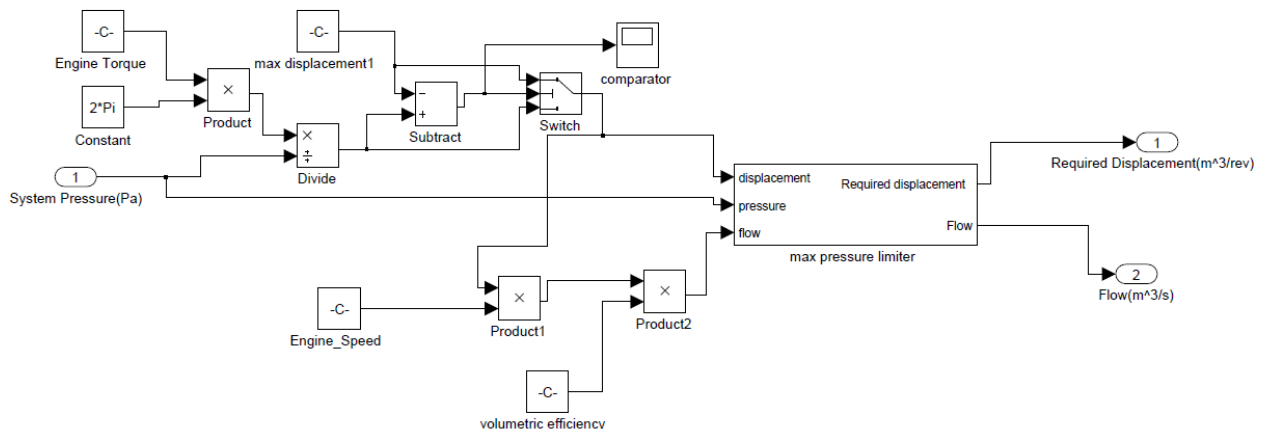 -C-
Engine Torque
2*Pi
Constant
×
Product
-C-
max displacement1
−
+
Subtract
comparator
Switch
×
÷
Divide
1
System Pressure(Pa)
displacement
pressure
flow
Required displacement
Flow
max pressure limiter
1
Required Displacement(m^3/rev)
2
Flow(m^3/s)
-C-
Engine_Speed
×
Product1
×
Product2
-C-
volumetric efficiency